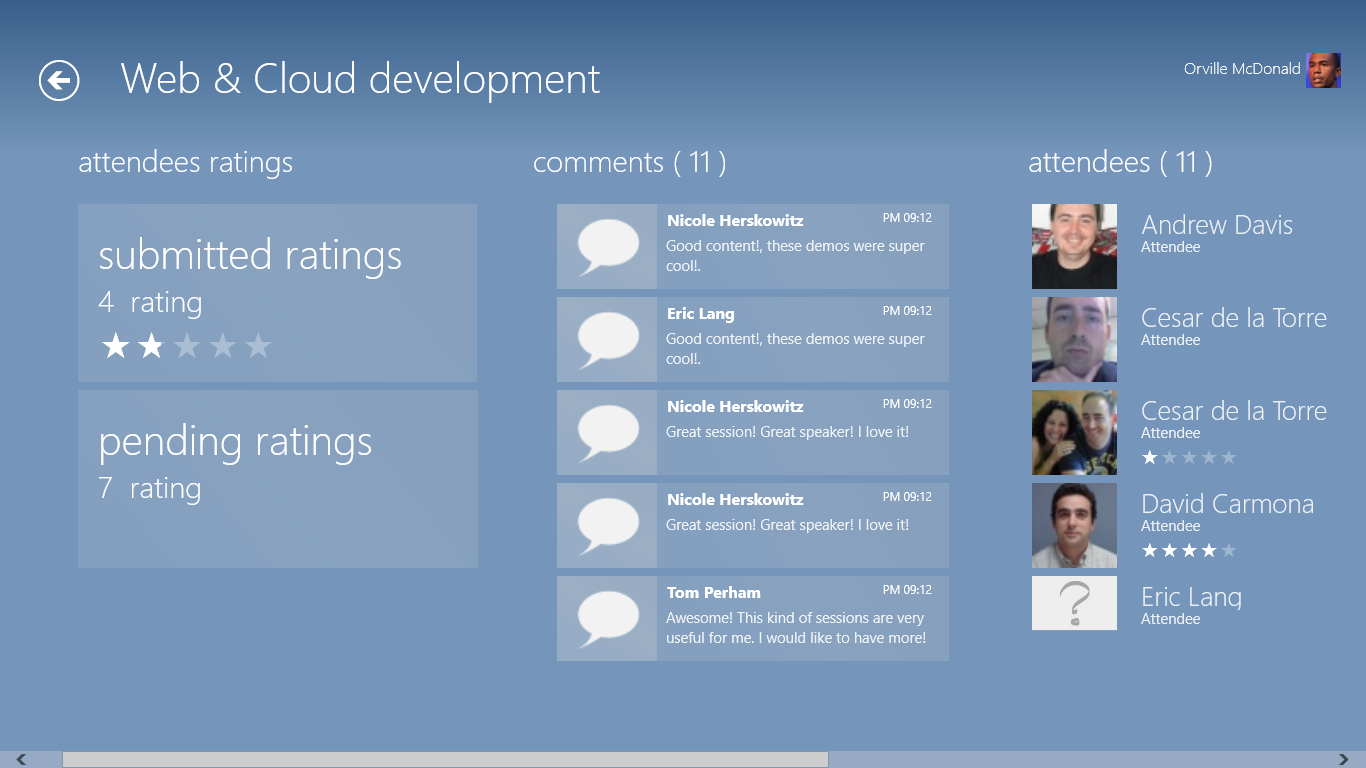 Web & Cloud development
Orville McDonald
attendees ratings
submitted ratings
4 rating
pending ratings
7 rating
comments ( 11 )
Nicole Herskowitz
PM 09:12
Good content!, these demos were super
cool!.
Eric Lang
PM 09:12
Good content!, these demos were super
cool!.
Nicole Herskowitz
PM 09:12
Great session! Great speaker! I love it!
Nicole Herskowitz
PM 09:12
Great session! Great speaker! I love it!
Tom Perham
PM 09:12
Awesome! This kind of sessions are very
useful for me. I would like to have more!
attendees ( 11 )
Andrew Davis
Attendee
Cesar de la Torre
Attendee
Cesar de la Torre
Attendee
David Carmona
Attendee
?
Eric Lang
Attendee